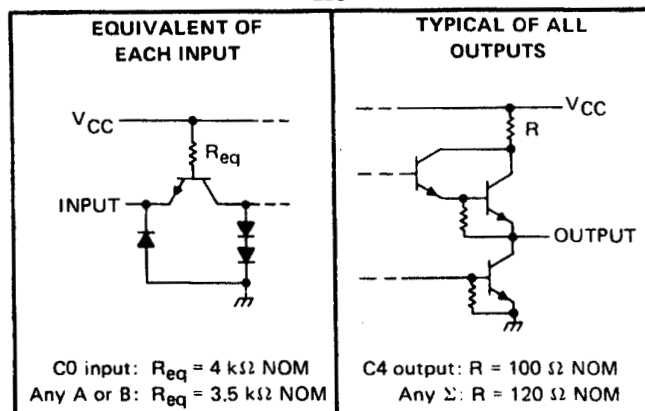 EQUIVALENT OF
EACH INPUT
VCC
Req
INPUT
C0 input: Req = 4 kΩ NOM
Any A or B: Req = 3.5 kΩ NOM
TYPICAL OF ALL
OUTPUTS
VCC
R
OUTPUT
C4 output: R = 100 Ω NOM
Any Σ: R = 120 Ω NOM